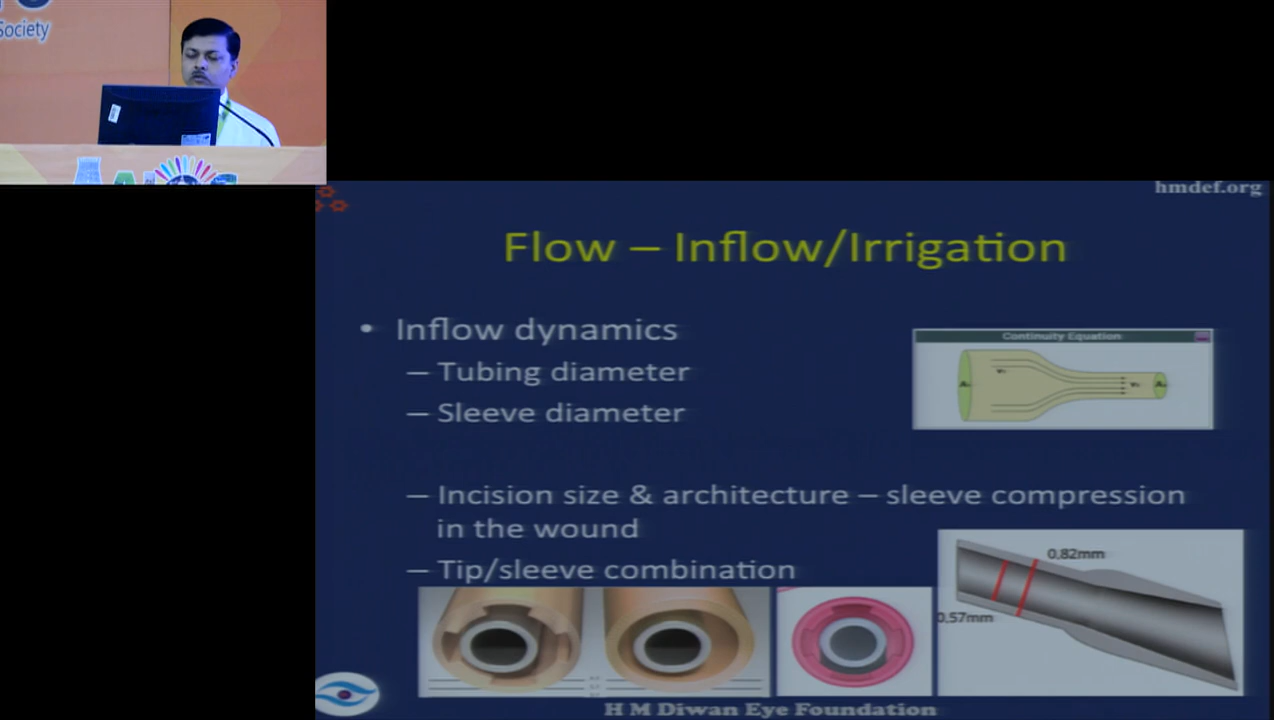 Society
hmdef.org
Flow – Inflow/Irrigation
• Inflow dynamics
– Tubing diameter
– Sleeve diameter
– Incision size & architecture – sleeve compression
in the wound
– Tip/sleeve combination
Continuity Equation
0,82mm
0,57mm
H M Diwan Eye Foundation